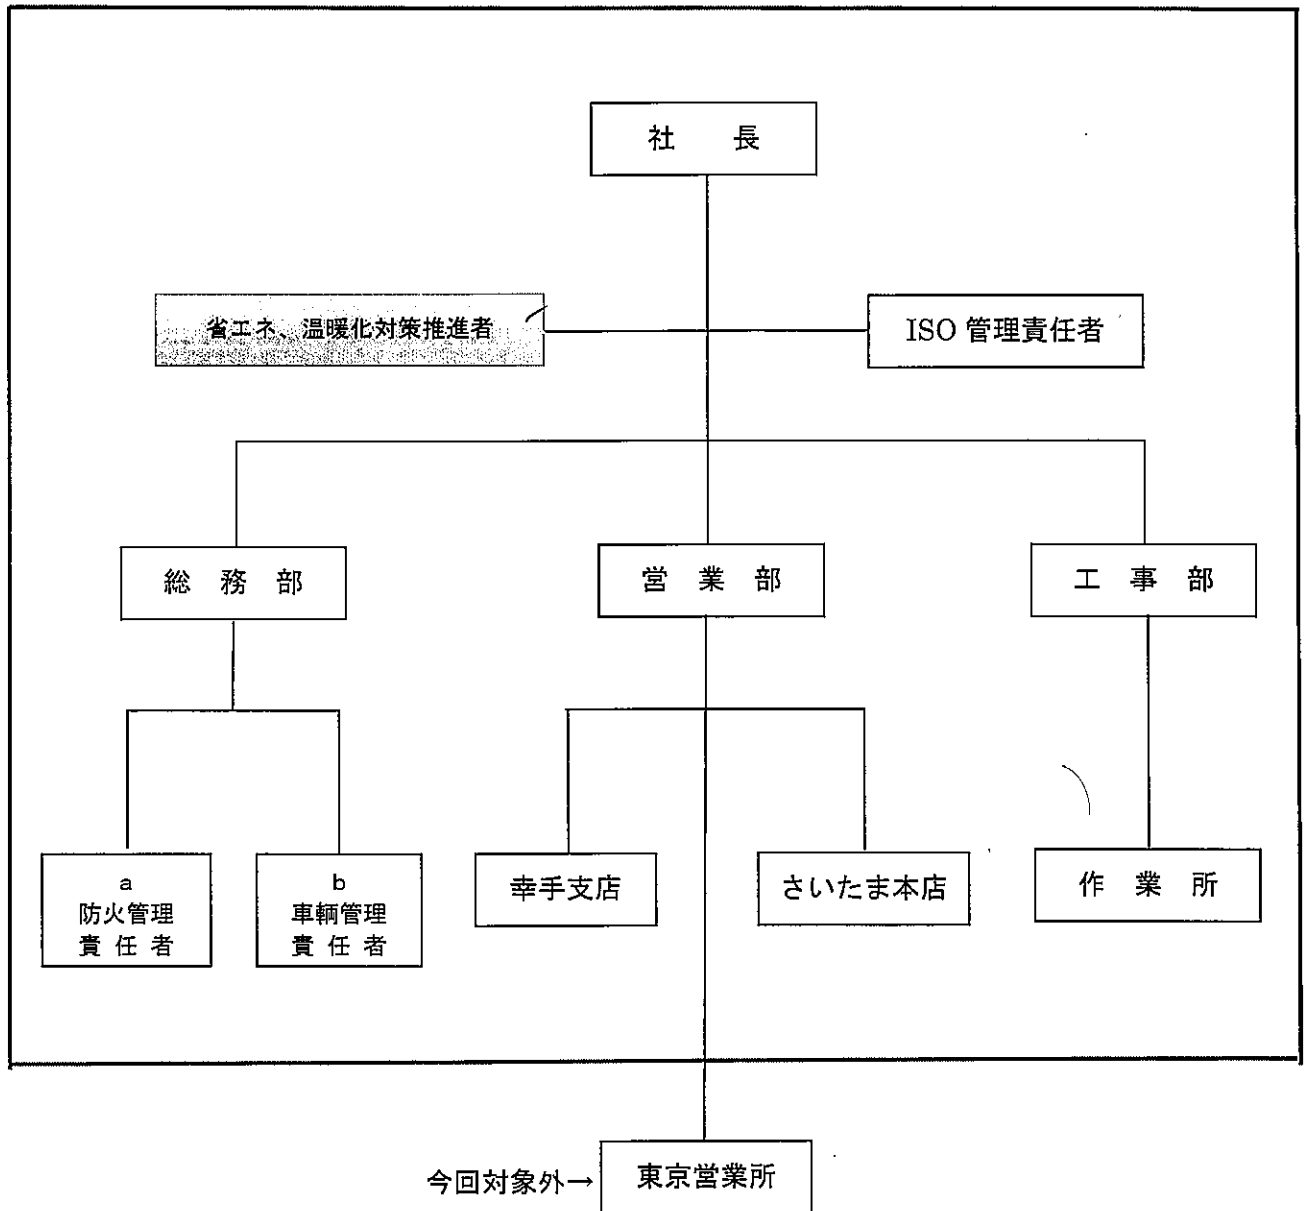 社　長
省エネ、温暖化対策推進者
ISO 管理責任者
総　務　部
営　業　部
工　事　部
a
防火管理
責 任 者
b
車輌管理
責 任 者
幸手支店
さいたま本店
作　業　所
今回対象外→
東京営業所